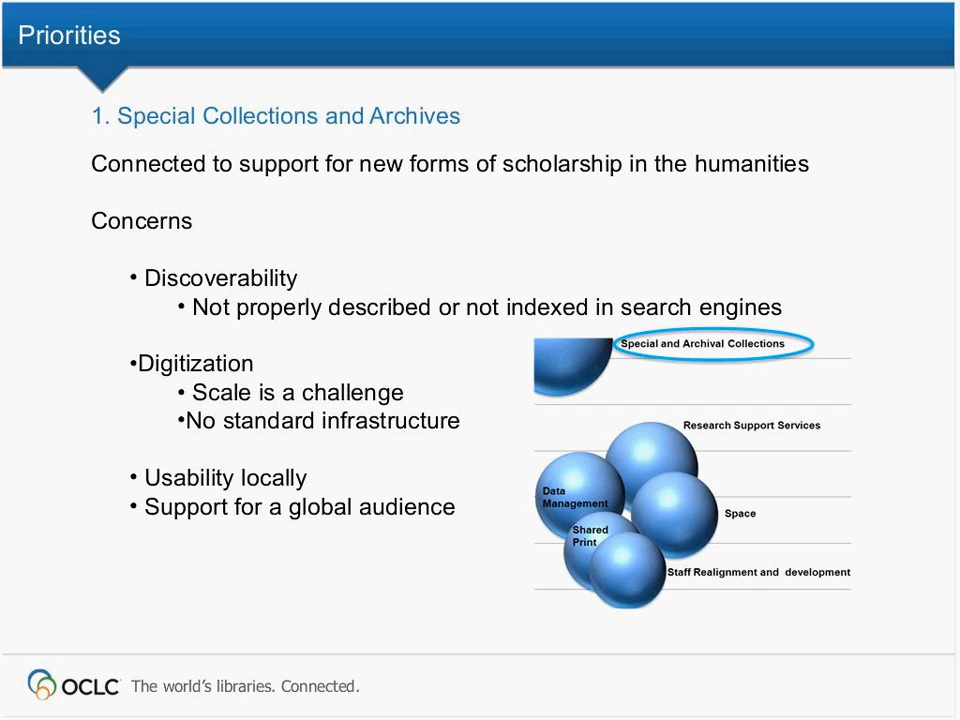 Priorities
1. Special Collections and Archives
Connected to support for new forms of scholarship in the humanities
Concerns
• Discoverability
• Not properly described or not indexed in search engines
•Digitization
• Scale is a challenge
•No standard infrastructure
• Usability locally
• Support for a global audience
Special and Archival Collections
Research Support Services
Data
Management
Space
Shared
Print
Staff Realignment and development
OCLC The world's libraries. Connected.